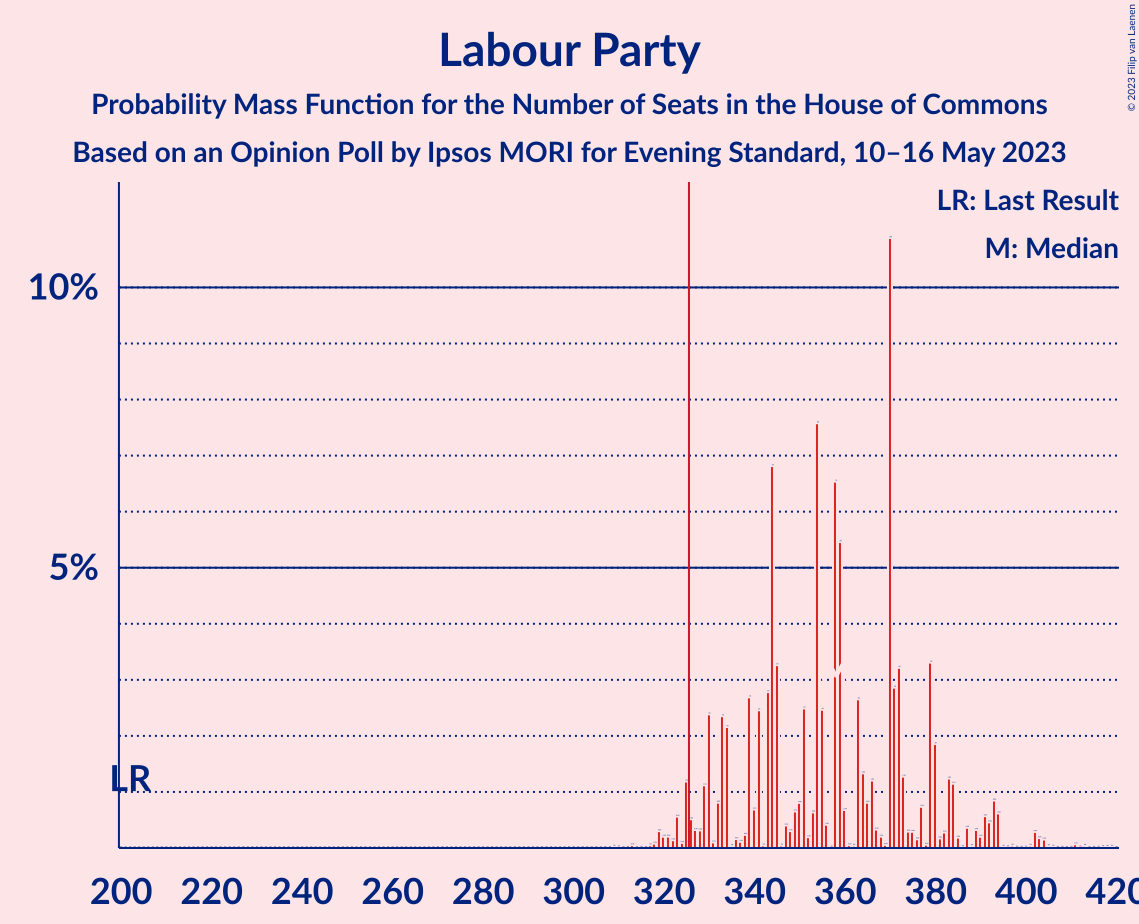 Labour Party
Probability Mass Function for the Number of Seats in the House of Commons
Based on an Opinion Poll by Ipsos MORI for Evening Standard, 10–16 May 2023
© 2023 Filip van Laenen
LR: Last Result
M: Median
10%
5%
LR
200 220 240 260 280 300 320 340 360 380 400 420